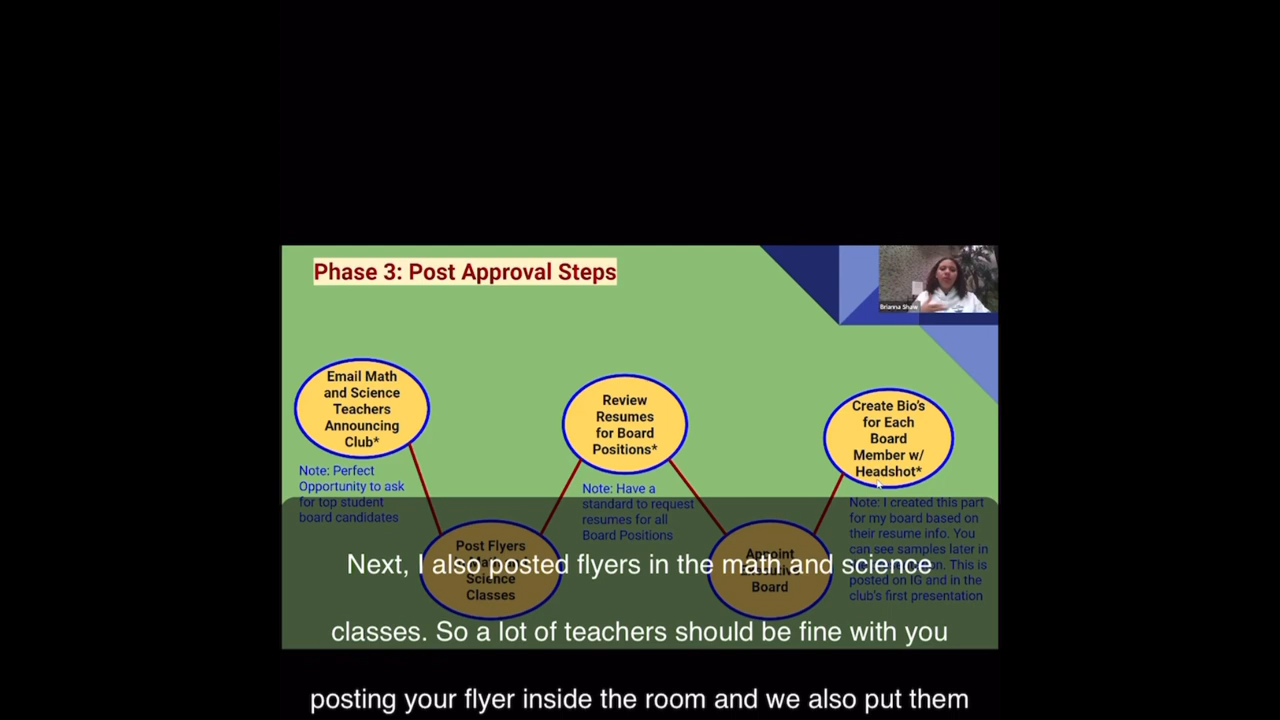 Phase 3: Post Approval Steps
Brianna Shaw
Email Math
and Science
Teachers
Announcing
Club*
Note: Perfect
Opportunity to ask
for top student
board candidates
Post Flyers
Science
Classes
Review
Resumes
for Board
Positions*
Note: Have a
standard to request
resumes for all
Board Positions
Appoint
Board
Create Bio's
for Each
Board
Member w/
Headshot*
Note: I created this part
for my board based on
their resume info. You
can see samples later in
This is
posted on IG and in the
club's first presentation
Next, I also posted flyers in the math and science
classes. So a lot of teachers should be fine with you
posting your flyer inside the room and we also put them